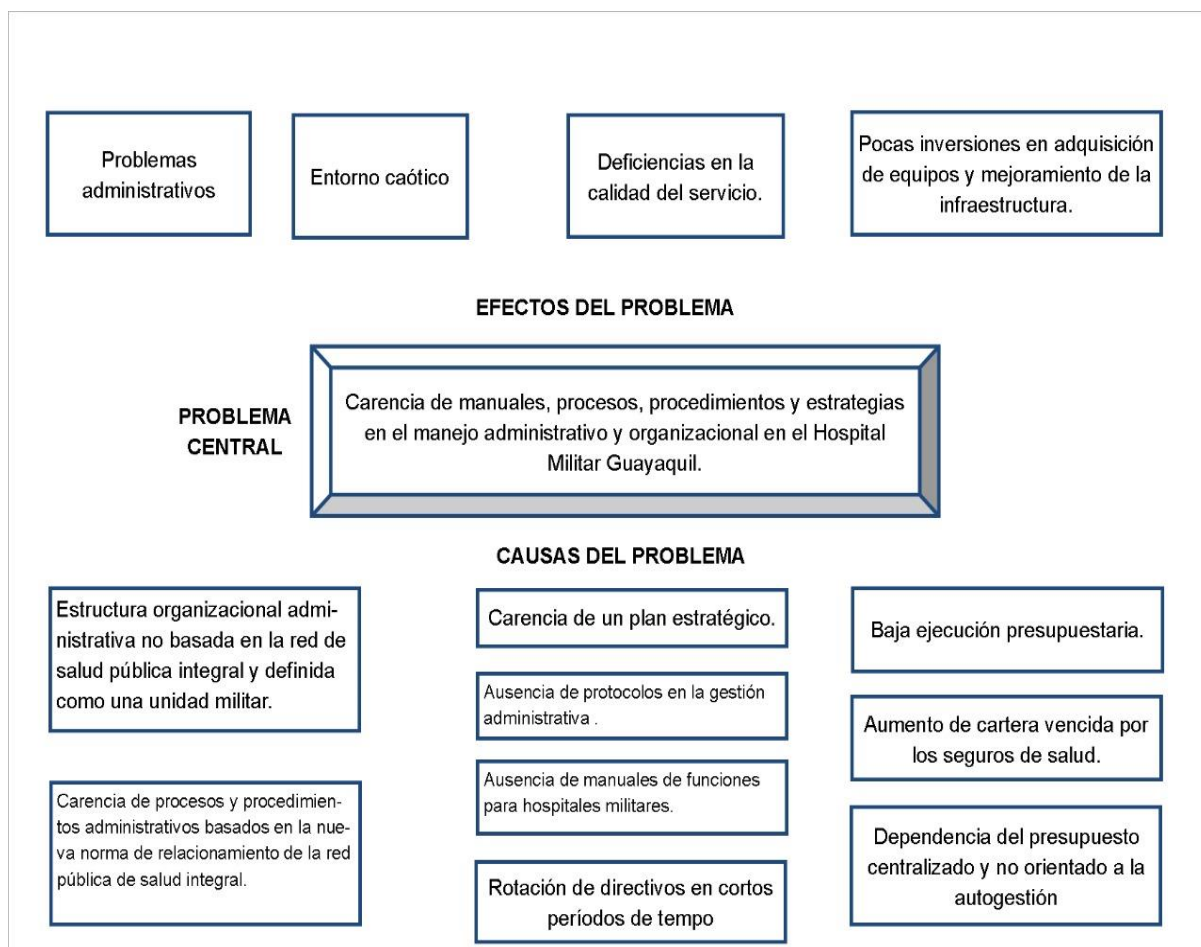 Problemas
administrativos
Entorno caótico
Deficiencias en la
calidad del servicio.
Pocas inversiones en adquisición
de equipos y mejoramiento de la
infraestructura.
EFECTOS DEL PROBLEMA
PROBLEMA
CENTRAL
Carencia de manuales, procesos, procedimientos y estrategias
en el manejo administrativo y organizacional en el Hospital
Militar Guayaquil.
CAUSAS DEL PROBLEMA
Estructura organizacional admi-
nistrativa no basada en la red de
salud pública integral y definida
como una unidad militar.
Carencia de procesos y procedimien-
tos administrativos basados en la nue-
va norma de relacionamiento de la red
pública de salud integral.
Carencia de un plan estratégico.
Ausencia de protocolos en la gestión
administrativa .
Ausencia de manuales de funciones
para hospitales militares.
Rotación de directivos en cortos
períodos de tempo
Baja ejecución presupuestaria.
Aumento de cartera vencida por
los seguros de salud.
Dependencia del presupuesto
centralizado y no orientado a la
autogestión